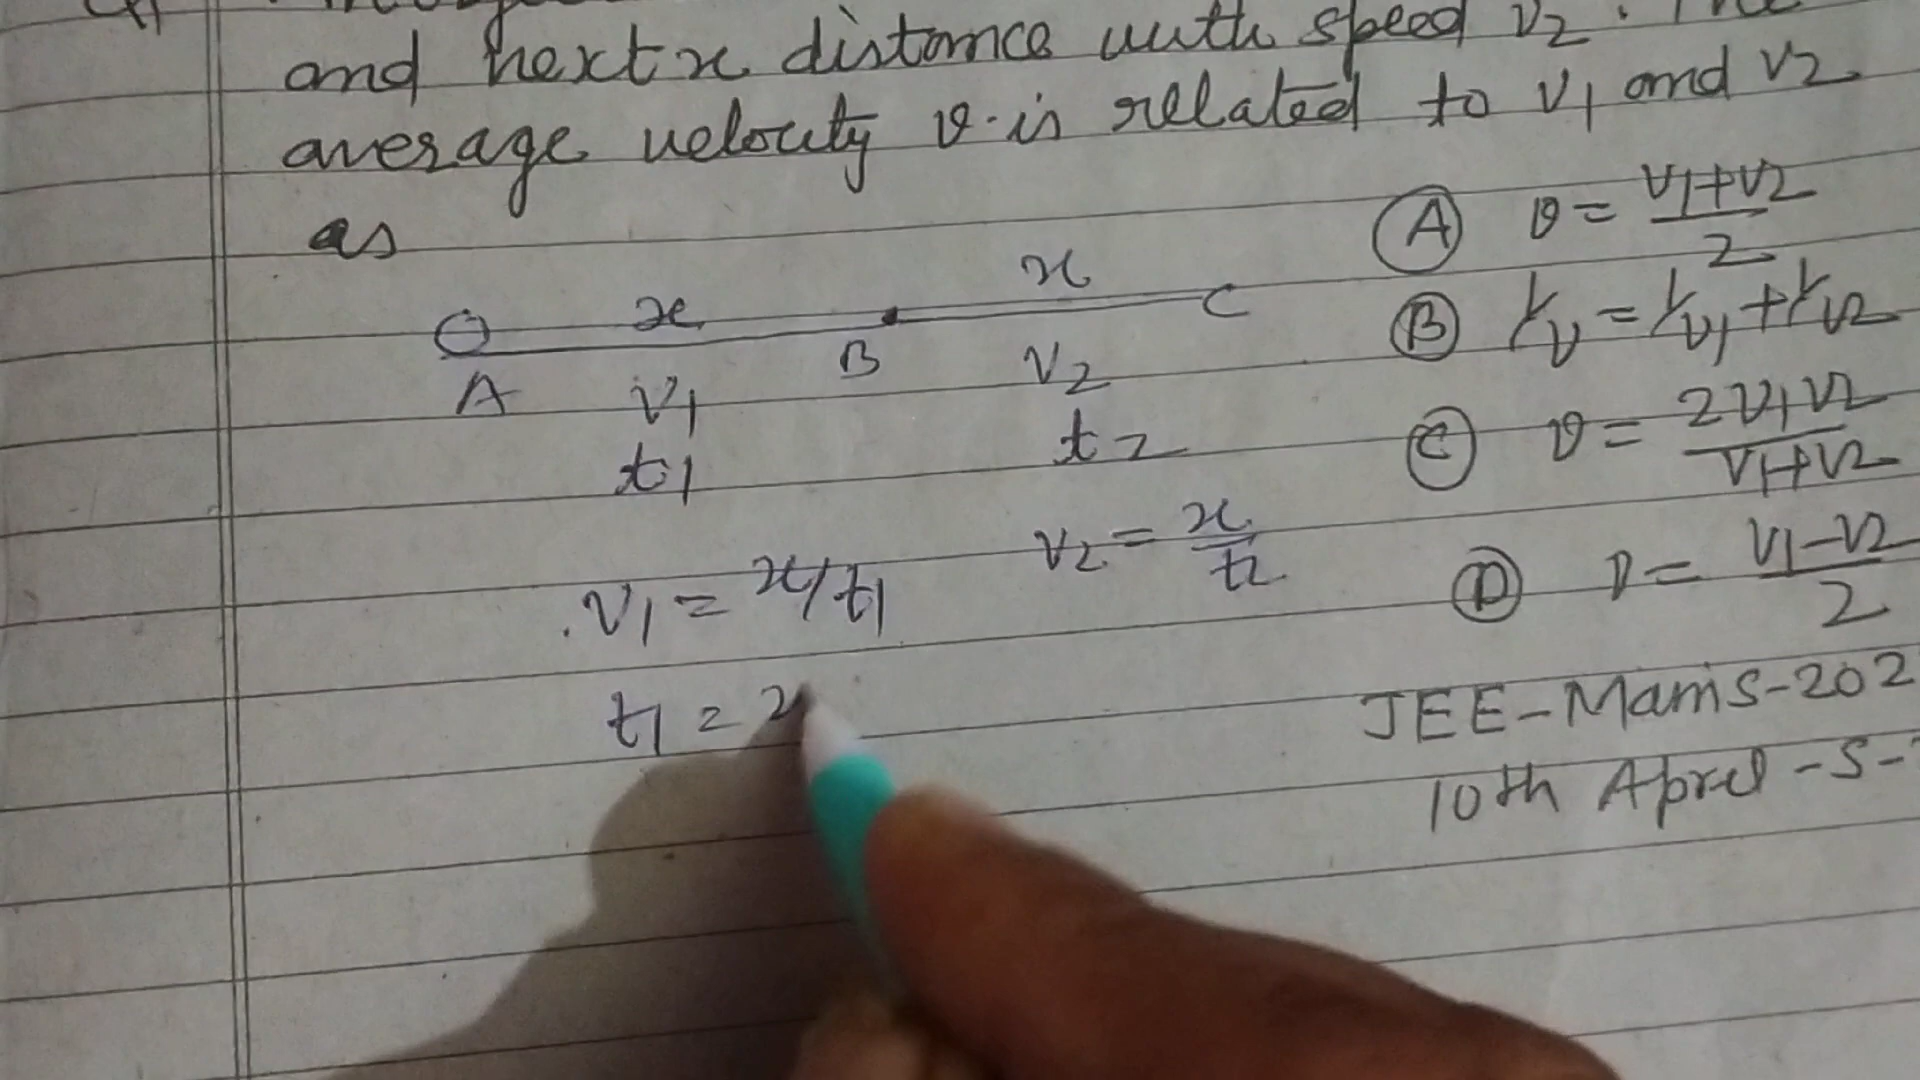 and next x distance with speed v2. The
average velocity v is related to v1 and v2
as
(A) v = v1+v2/2
x x C
(B) 1/v = 1/v1 + 1/v2
A B
v1 v2
(C) v = 2v1v2/v1+v2
t1 t2
v1 = x/t1 v2 = x/t2
(D) v = v1-v2/2
t1 = x
JEE-Mains-202
10th April -S-